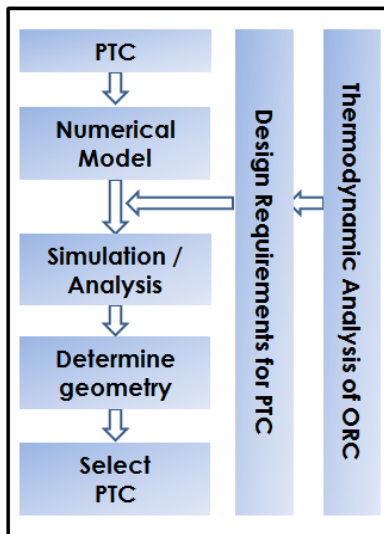 PTC
Numerical
Model
Simulation /
Analysis
Determine
geometry
Select
PTC
Design Requirements for PTC
Thermodynamic Analysis of ORC